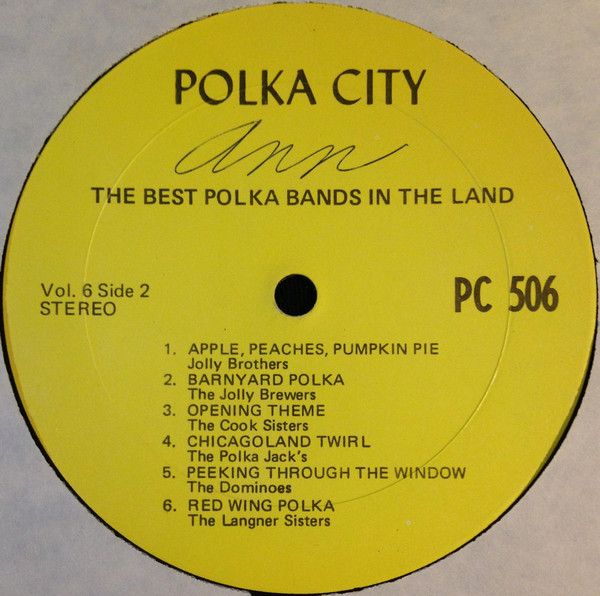 POLKA CITY
Ann
THE BEST POLKA BANDS IN THE LAND
Vol. 6 Side 2
STEREO
PC 506
1. APPLE, PEACHES, PUMPKIN PIE
Jolly Brothers
2. BARNYARD POLKA
The Jolly Brewers
3. OPENING THEME
The Cook Sisters
4. CHICAGOLAND TWIRL
The Polka Jack's
5. PEEKING THROUGH THE WINDOW
The Dominoes
6. RED WING POLKA
The Langner Sisters